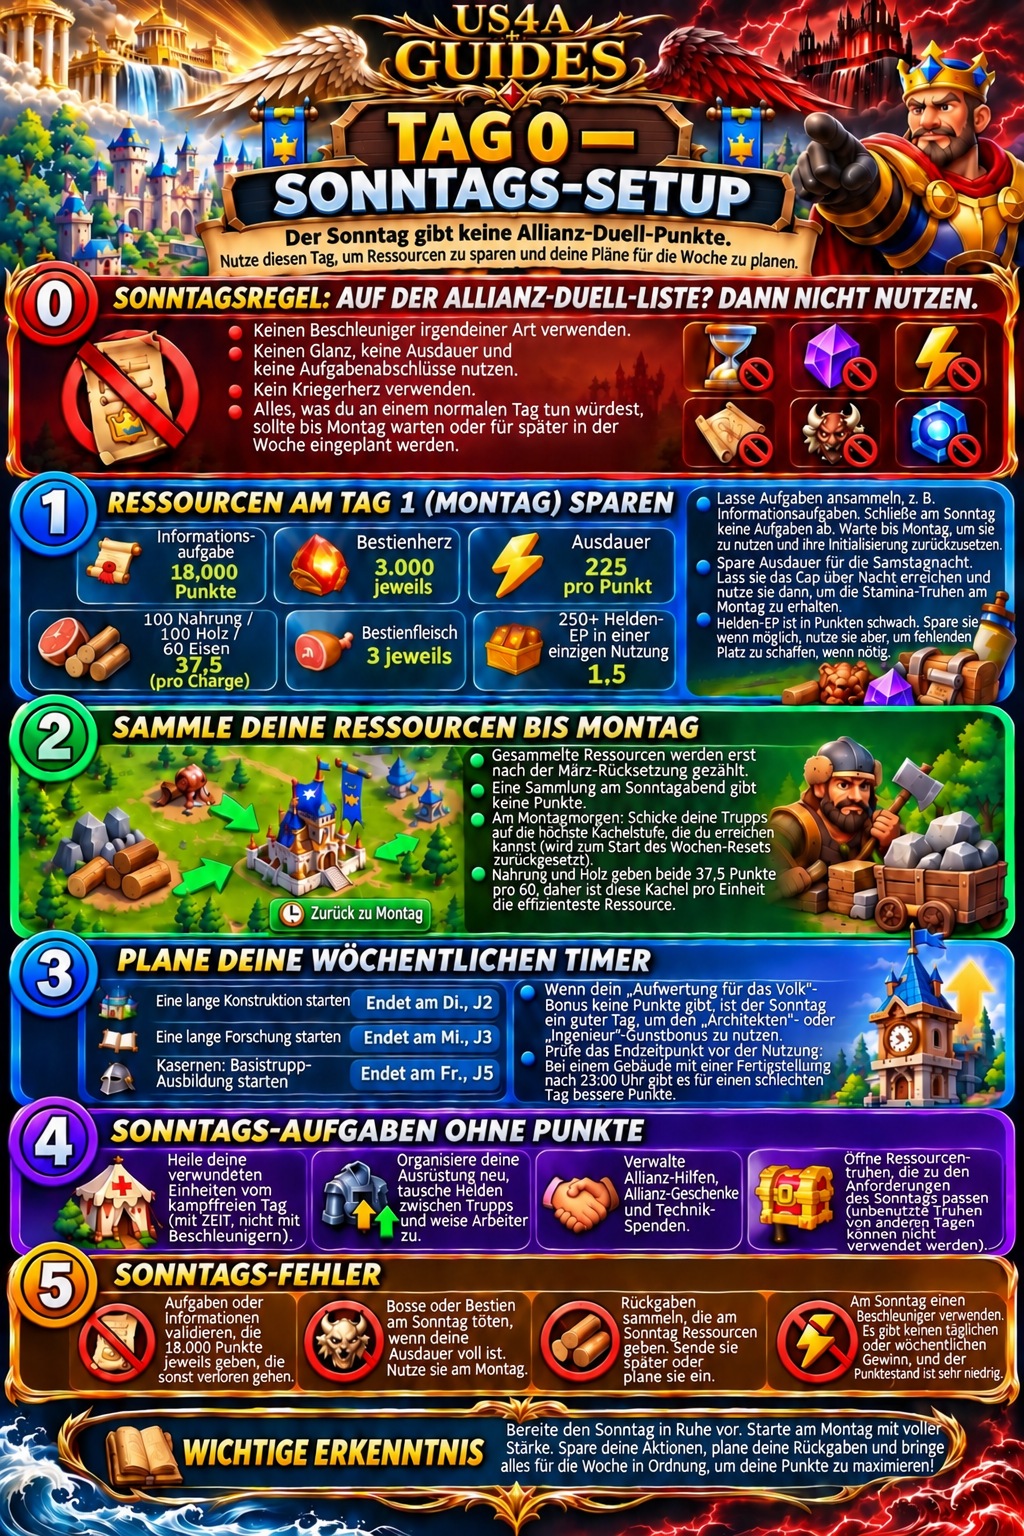 US4A
GUIDES
TAG 0 —
SONNTAGS-SETUP
Der Sonntag gibt keine Allianz-Duell-Punkte.
Nutze diesen Tag, um Ressourcen zu sparen und deine Pläne für die Woche zu planen.
0
SONNTAGSREGEL: AUF DER ALLIANZ-DUELL-LISTE? DANN NICHT NUTZEN.
Keinen Beschleuniger irgendeiner Art verwenden.
Keinen Glanz, keine Ausdauer und
keine Aufgabenabschlüsse nutzen.
Kein Kriegerherz verwenden.
Alles, was du an einem normalen Tag tun würdest,
sollte bis Montag warten oder für später in der
Woche eingeplant werden.
1
RESSOURCEN AM TAG 1 (MONTAG) SPAREN
Informations-
aufgabe
18,000
Punkte
Bestienherz
3.000
jeweils
Ausdauer
225
pro Punkt
100 Nahrung /
100 Holz /
60 Eisen
37,5
(pro Charge)
Bestienfleisch
3 jeweils
250+ Helden-
EP in einer
einzigen Nutzung
1,5
Lasse Aufgaben ansammeln, z. B.
Informationsaufgaben. Schließe am Sonntag
keine Aufgaben ab. Warte bis Montag, um sie
zu nutzen und ihre Initialisierung zurückzusetzen.
Spare Ausdauer für die Samstagnacht.
Lass sie das Cap über Nacht erreichen und
nutze sie dann, um die Stamina-Truhen am
Montag zu erhalten.
Helden-EP ist in Punkten schwach. Spare sie
wenn möglich, nutze sie aber, um fehlenden
Platz zu schaffen, wenn nötig.
2
SAMMLE DEINE RESSOURCEN BIS MONTAG
Zurück zu Montag
Gesammelte Ressourcen werden erst
nach der März-Rücksetzung gezählt.
Eine Sammlung am Sonntagabend gibt
keine Punkte.
Am Montagmorgen: Schicke deine Trupps
auf die höchste Kachelstufe, die du erreichen
kannst (wird zum Start des Wochen-Resets
zurückgesetzt).
Nahrung und Holz geben beide 37,5 Punkte
pro 60, daher ist diese Kachel pro Einheit
die effizienteste Ressource.
3
PLANE DEINE WÖCHENTLICHEN TIMER
Eine lange Konstruktion starten
Endet am Di., J2
Eine lange Forschung starten
Endet am Mi., J3
Kasernen: Basistrupp-
Ausbildung starten
Endet am Fr., J5
Wenn dein „Aufwertung für das Volk"-
Bonus keine Punkte gibt, ist der Sonntag
ein guter Tag, um den „Architekten"- oder
„Ingenieur"-Gunstbonus zu nutzen.
Prüfe das Endzeitpunkt vor der Nutzung:
Bei einem Gebäude mit einer Fertigstellung
nach 23:00 Uhr gibt es für einen schlechten
Tag bessere Punkte.
4
SONNTAGS-AUFGABEN OHNE PUNKTE
Heile deine
verwundeten
Einheiten vom
kampffreien Tag
(mit ZEIT, nicht mit
Beschleunigern).
Organisiere deine
Ausrüstung neu,
tausche Helden
zwischen Trupps
und weise Arbeiter
zu.
Verwalte
Allianz-Hilfen,
Allianz-Geschenke
und Technik-
Spenden.
Öffne Ressourcen-
truhen, die zu den
Anforderungen
des Sonntags passen
(unbenutzte Truhen
von anderen Tagen
können nicht
verwendet werden).
5
SONNTAGS-FEHLER
Aufgaben oder
Informationen
validieren, die
18.000 Punkte
jeweils geben, die
sonst verloren gehen.
Bosse oder Bestien
am Sonntag töten,
wenn deine
Ausdauer voll ist.
Nutze sie am Montag.
Rückgaben
sammeln, die am
Sonntag Ressourcen
geben. Sende sie
später oder
plane sie ein.
Am Sonntag einen
Beschleuniger verwenden.
Es gibt keinen täglichen
oder wöchentlichen
Gewinn, und der
Punktestand ist sehr niedrig.
WICHTIGE ERKENNTNIS
Bereite den Sonntag in Ruhe vor. Starte am Montag mit voller
Stärke. Spare deine Aktionen, plane deine Rückgaben und bringe
alles für die Woche in Ordnung, um deine Punkte zu maximieren!